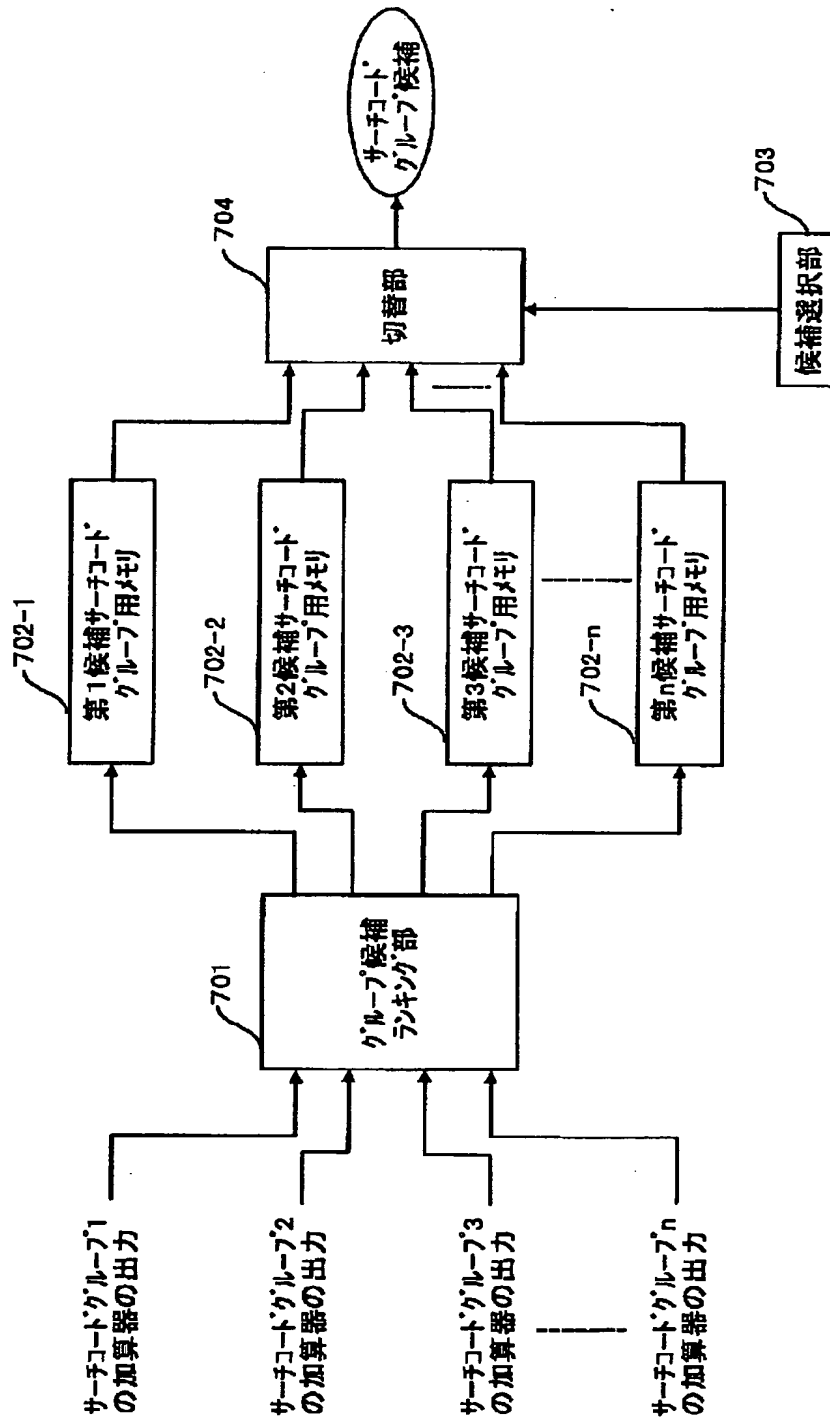 サーチコードグループ1
の加算器の出力
サーチコードグループ2
の加算器の出力
サーチコードグループ3
の加算器の出力
サーチコードグループn
の加算器の出力
701
グループ候補
ランキング部
702-1
第1候補サーチコード
グループ用メモリ
702-2
第2候補サーチコード
グループ用メモリ
702-3
第3候補サーチコード
グループ用メモリ
702-n
第n候補サーチコード
グループ用メモリ
704
切替部
703
候補選択部
サーチコード
グループ候補